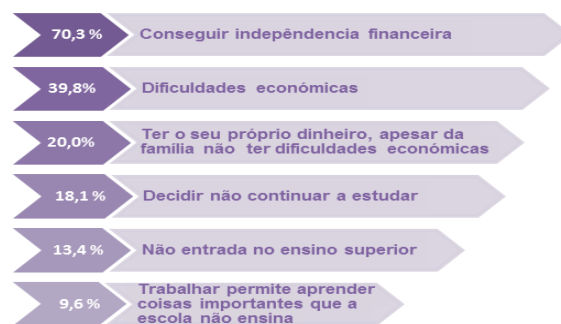 70,3 % Conseguir indepêndencia financeira
39,8% Dificuldades económicas
20,0% Ter o seu próprio dinheiro, apesar da
família não ter dificuldades económicas
18,1 % Decidir não continuar a estudar
13,4 % Não entrada no ensino superior
9,6 % Trabalhar permite aprender
coisas importantes que a
escola não ensina